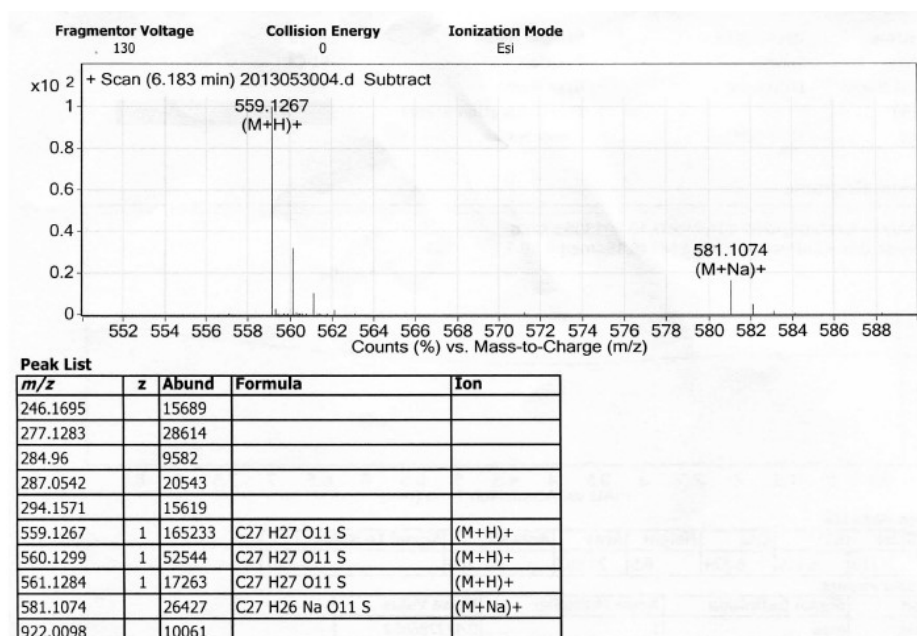 Fragmentor Voltage Collision Energy Ionization Mode
130 0 Esi
x10 2 + Scan (6.183 min) 2013053004.d Subtract
1
559.1267
(M+H)+
0.8
0.6
0.4
581.1074
(M+Na)+
0.2
0
552 554 556 558 560 562 564 566 568 570 572 574 576 578 580 582 584 586 588
Counts (%) vs. Mass-to-Charge (m/z)
Peak List
m/z z Abund Formula Ion
246.1695 15689
277.1283 28614
284.96 9582
287.0542 20543
294.1571 15619
559.1267 1 165233 C27 H27 O11 S (M+H)+
560.1299 1 52544 C27 H27 O11 S (M+H)+
561.1284 1 17263 C27 H27 O11 S (M+H)+
581.1074 26427 C27 H26 Na O11 S (M+Na)+
922.0098 10061